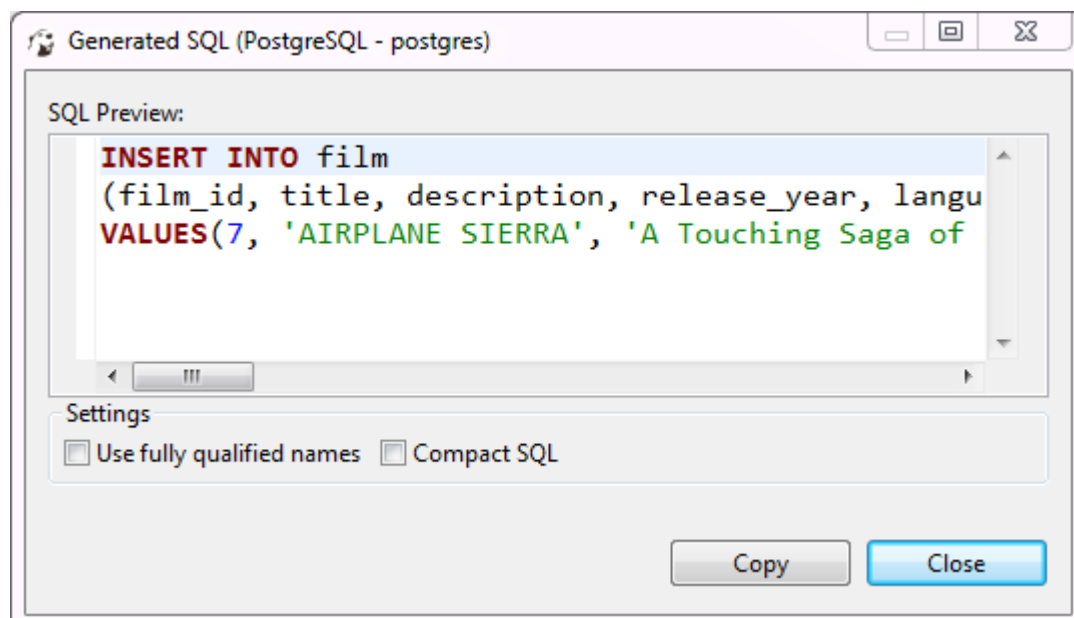 Generated SQL (PostgreSQL - postgres)
SQL Preview:
INSERT INTO film
(film_id, title, description, release_year, langu
VALUES(7, 'AIRPLANE SIERRA', 'A Touching Saga of
Settings
Use fully qualified names Compact SQL
Copy Close